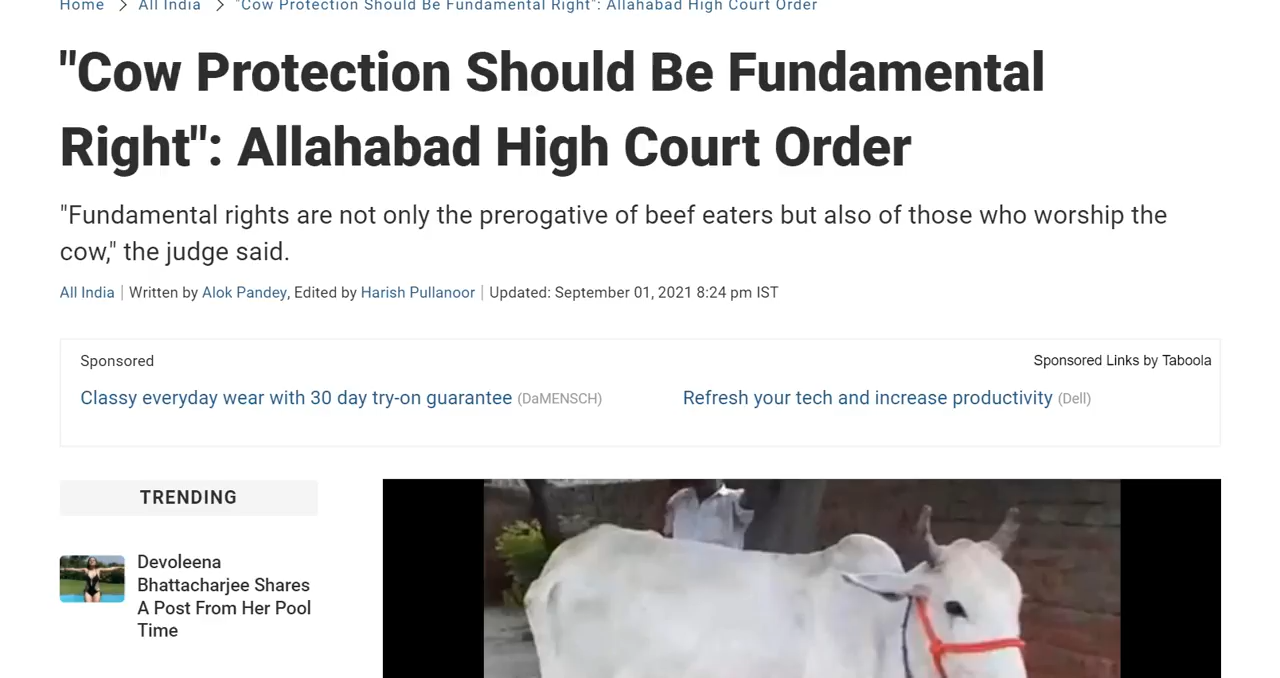 Home > All India > "Cow Protection Should Be Fundamental Right": Allahabad High Court Order
"Cow Protection Should Be Fundamental
Right": Allahabad High Court Order
"Fundamental rights are not only the prerogative of beef eaters but also of those who worship the
cow," the judge said.
All India | Written by Alok Pandey, Edited by Harish Pullanoor | Updated: September 01, 2021 8:24 pm IST
Sponsored
Sponsored Links by Taboola
Classy everyday wear with 30 day try-on guarantee (DaMENSCH)
Refresh your tech and increase productivity (Dell)
TRENDING
Devoleena
Bhattacharjee Shares
A Post From Her Pool
Time